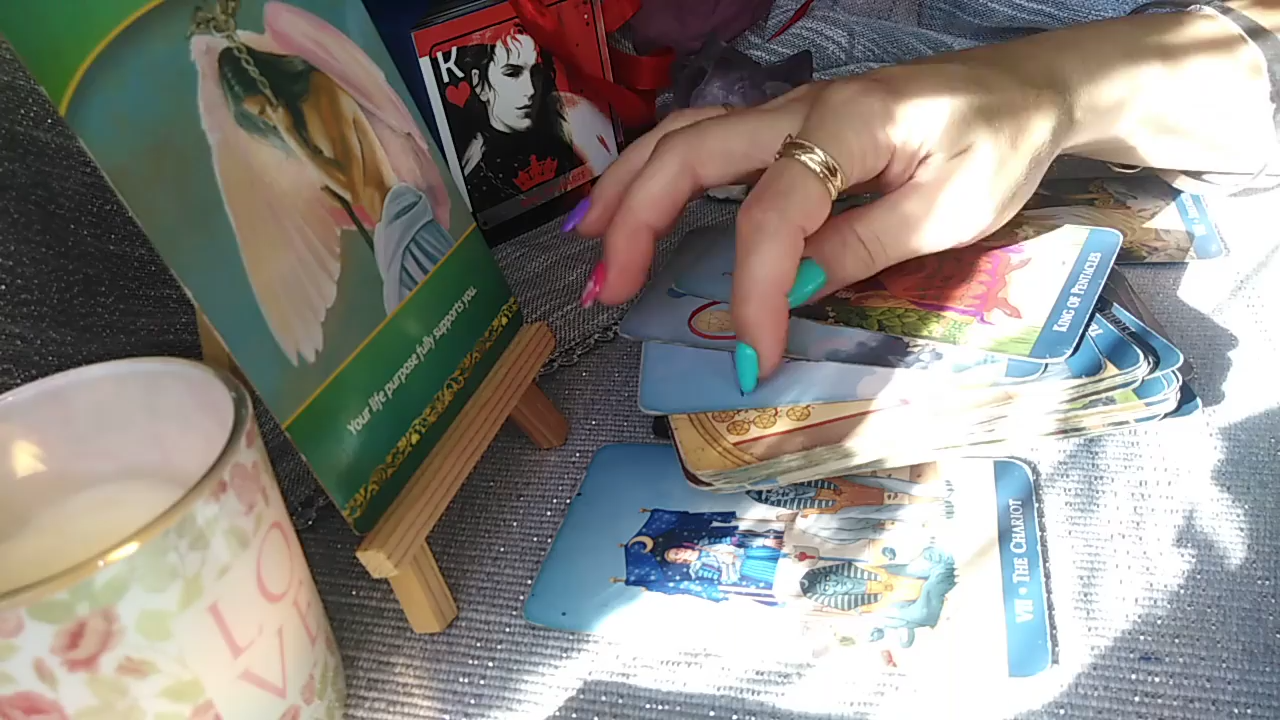 K
Your life purpose fully supports you.
KING OF PENTACLES
VII • THE CHARIOT
LOVE